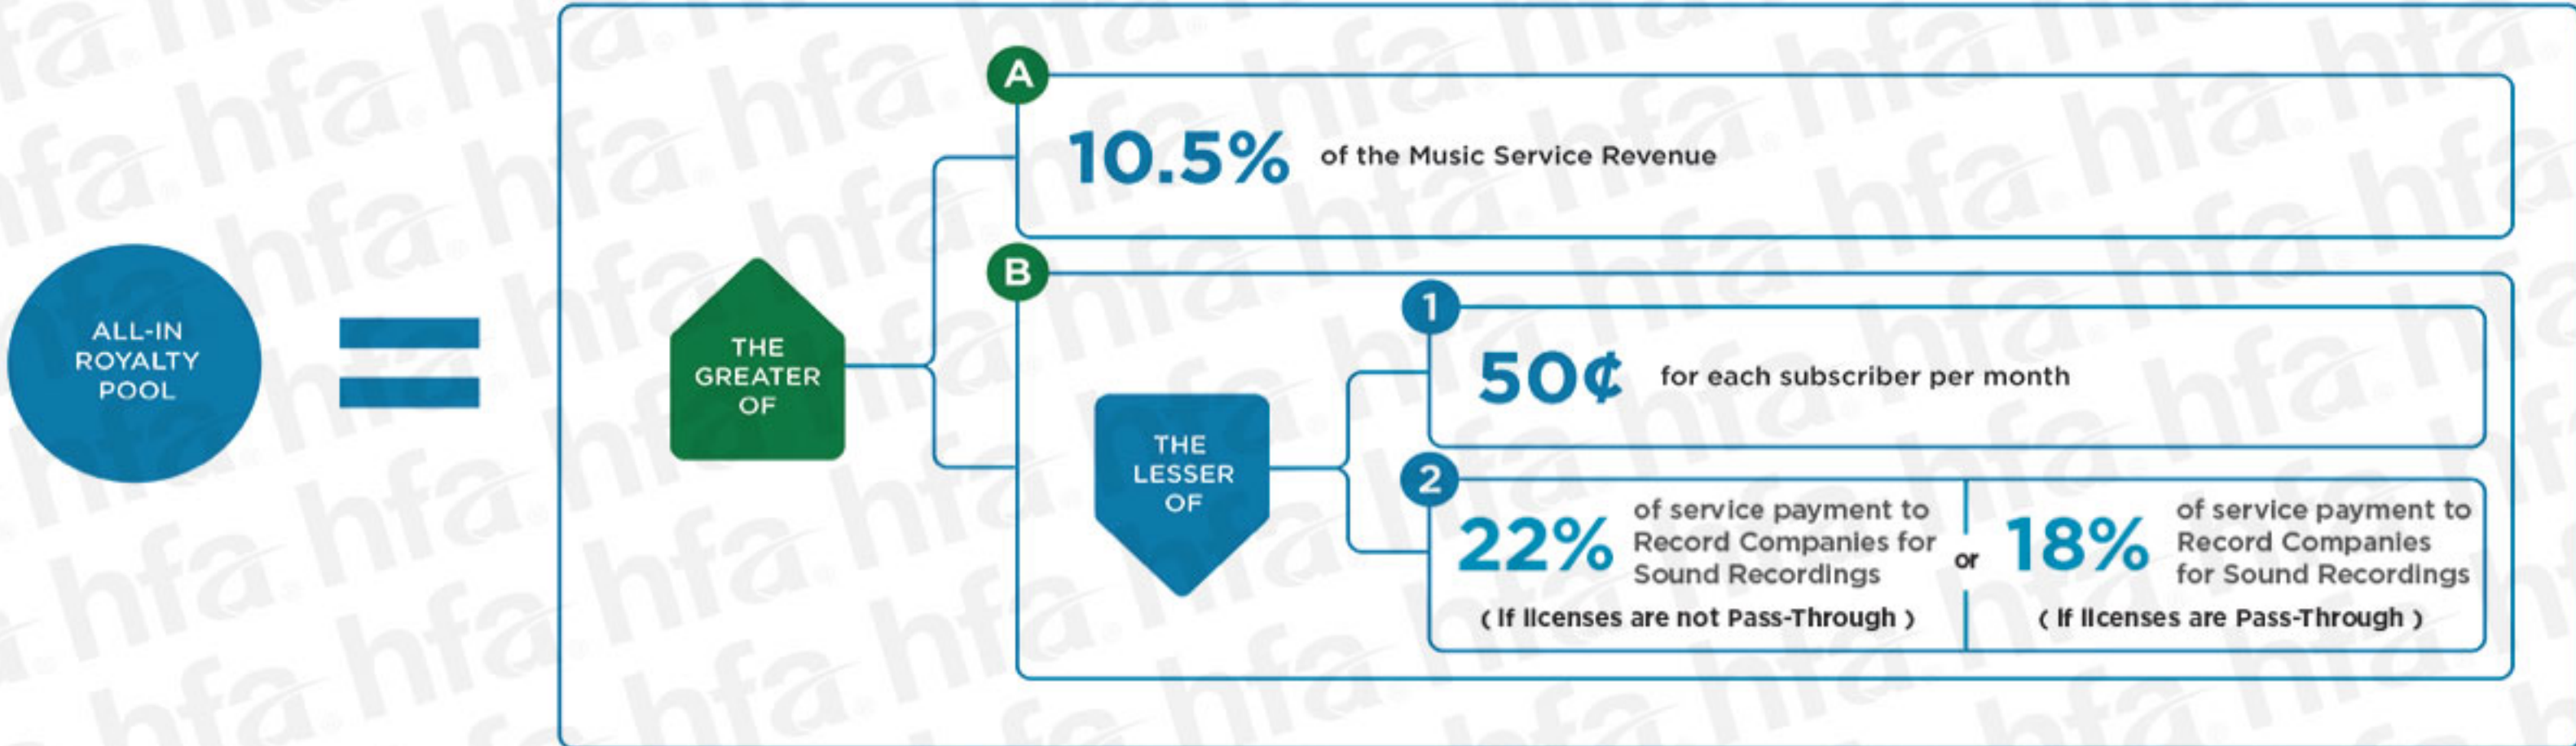 ALL-IN
ROYALTY
POOL
THE
GREATER
OF
A
10.5% of the Music Service Revenue
B
THE
LESSER
OF
1
50¢ for each subscriber per month
2
22%
of service payment to
Record Companies for
Sound Recordings
( If licenses are not Pass-Through )
or
18%
of service payment to
Record Companies
for Sound Recordings
( If licenses are Pass-Through )
hfa